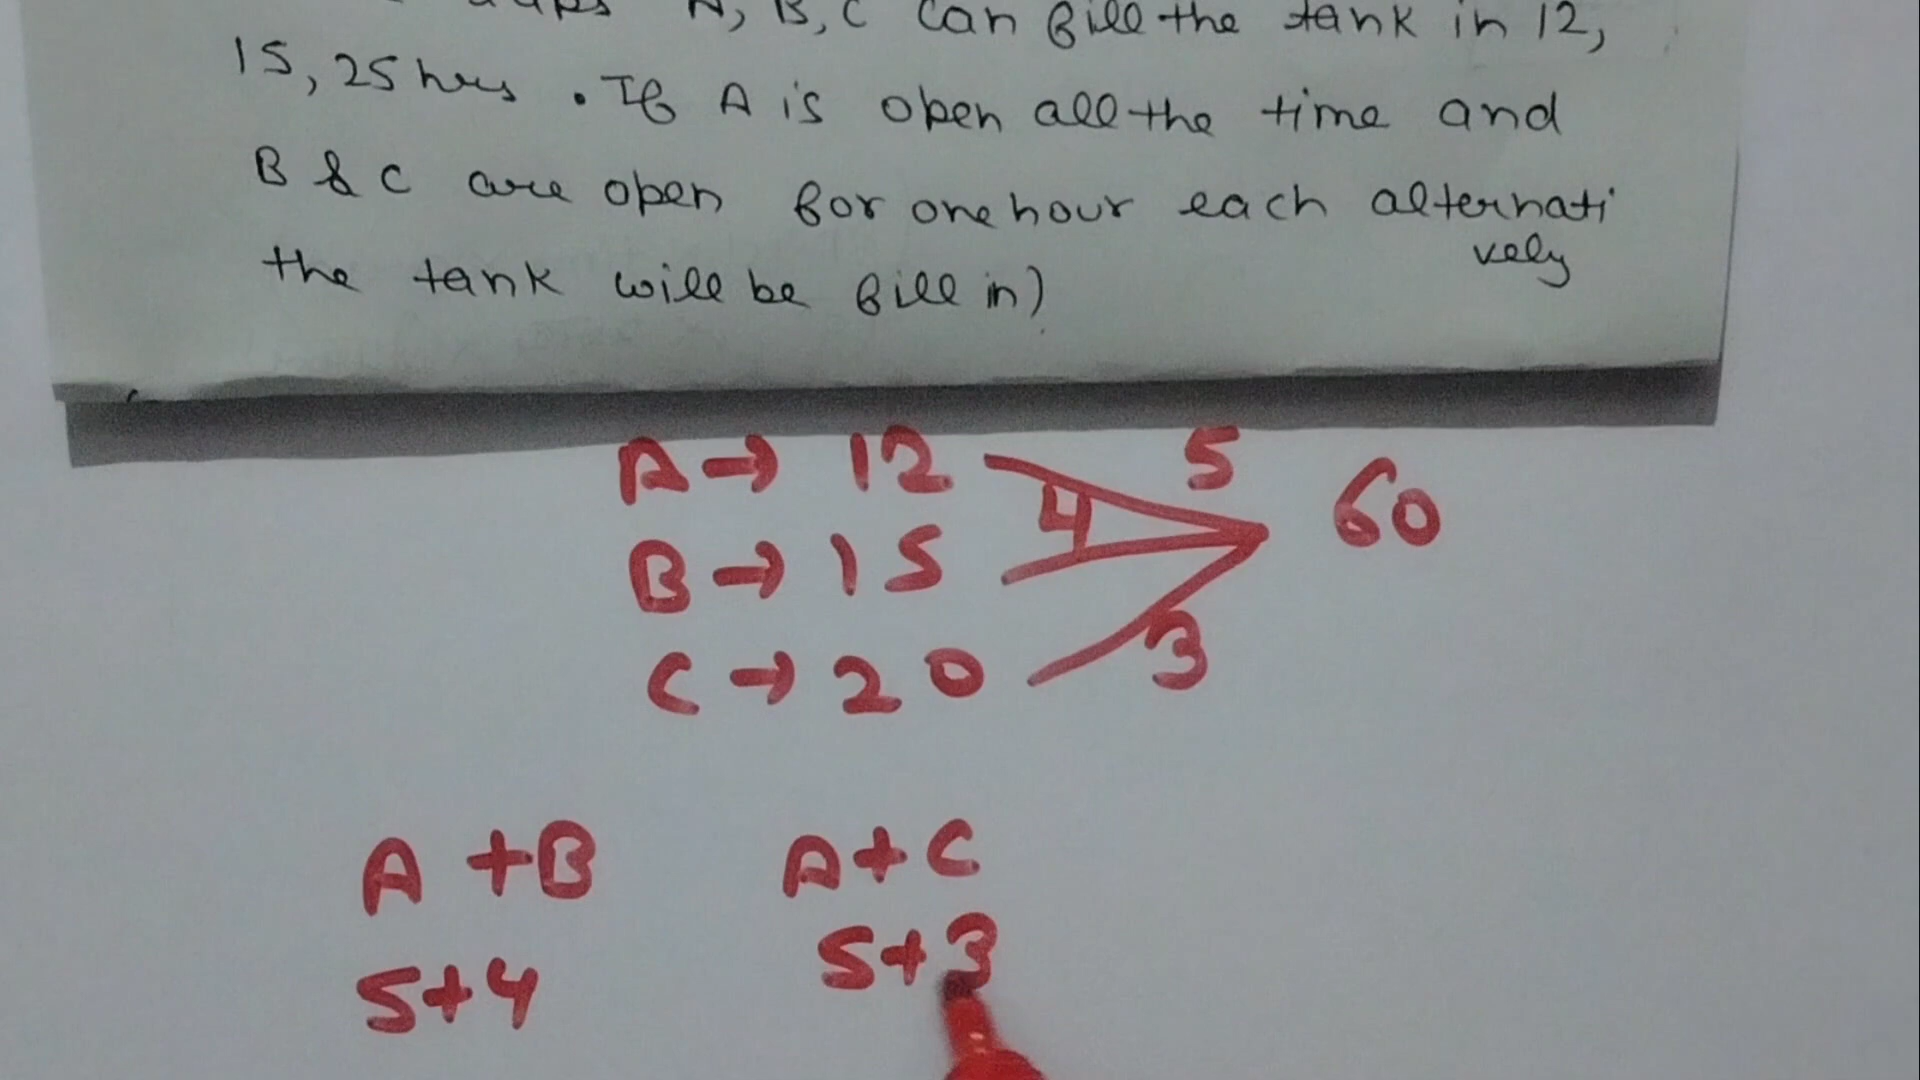 A, B, C Can fill the tank in 12,
15, 25 hrs . If A is open all the time and
B & C are open for one hour each alternati
vely
the tank will be fill in)
A → 12 5 60
4
B → 15
C → 20 3
A + B A + C
5 + 4 5 + 3